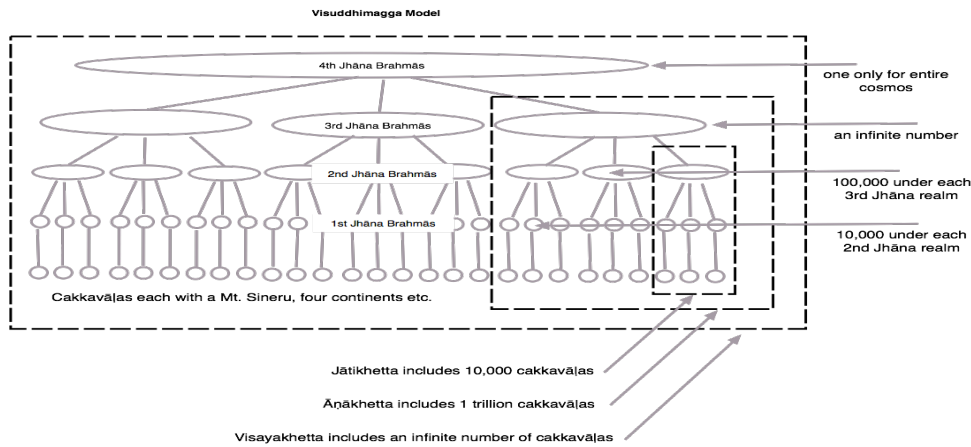 Visuddhimagga Model
4th Jhāna Brahmās
one only for entire
cosmos
3rd Jhāna Brahmās
an infinite number
2nd Jhāna Brahmās
100,000 under each
3rd Jhāna realm
1st Jhāna Brahmās
10,000 under each
2nd Jhāna realm
Cakkavāḷas each with a Mt. Sineru, four continents etc.
Jātikhetta includes 10,000 cakkavāḷas
Āṇākhetta includes 1 trillion cakkavāḷas
Visayakhetta includes an infinite number of cakkavāḷas